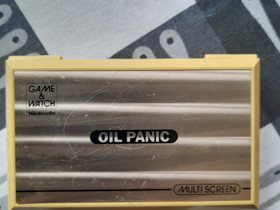 GAME
&
WATCH
Nintendo
OIL PANIC
MULTI SCREEN